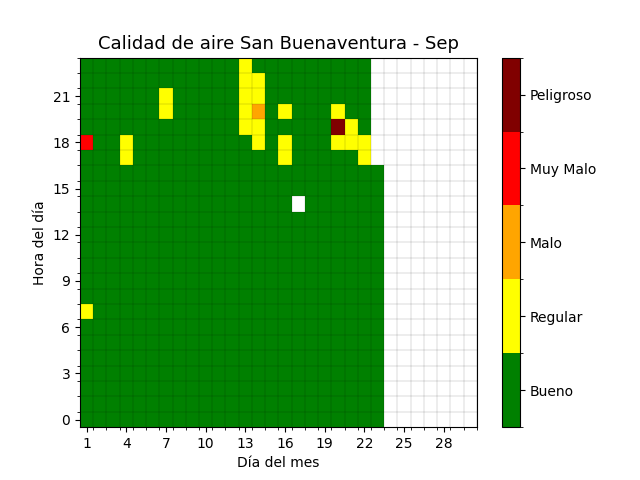 Calidad de aire San Buenaventura - Sep
Hora del día
21
18
15
12
9
6
3
0
1 4 7 10 13 16 19 22 25 28
Día del mes
Peligroso
Muy Malo
Malo
Regular
Bueno